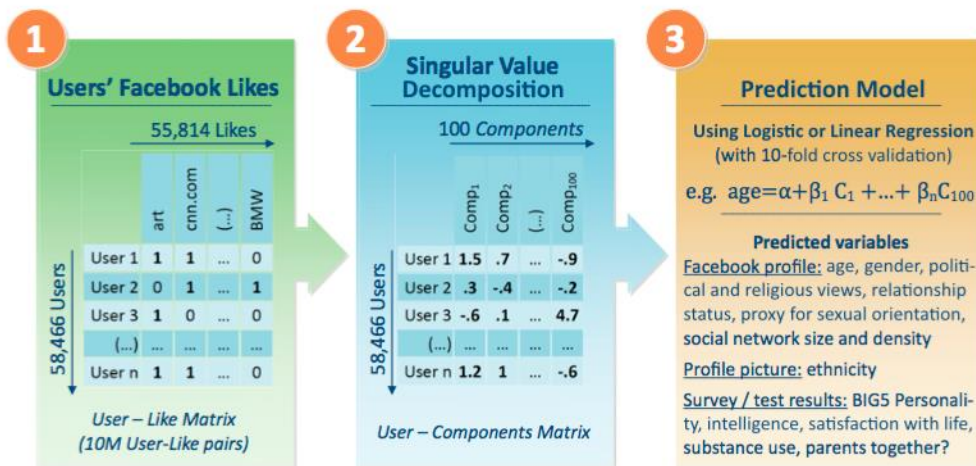 1
Users' Facebook Likes
55,814 Likes
art cnn.com (...) BMW
58,466 Users
User 1 1 1 ... 0
User 2 0 1 ... 1
User 3 1 0 ... 0
(...) ... ... ... ...
User n 1 1 ... 0
User – Like Matrix
(10M User-Like pairs)
2
Singular Value
Decomposition
100 Components
Comp1 Comp2 (...) Comp100
58,466 Users
User 1 1.5 .7 ... -.9
User 2 .3 -.4 ... -.2
User 3 -.6 .1 ... 4.7
(...) ... ... ... ...
User n 1.2 1 ... -.6
User – Components Matrix
3
Prediction Model
Using Logistic or Linear Regression
(with 10-fold cross validation)
e.g. age=α+β1 C1 +...+ βnC100
Predicted variables
Facebook profile: age, gender, politi-
cal and religious views, relationship
status, proxy for sexual orientation,
social network size and density
Profile picture: ethnicity
Survey / test results: BIG5 Personali-
ty, intelligence, satisfaction with life,
substance use, parents together?